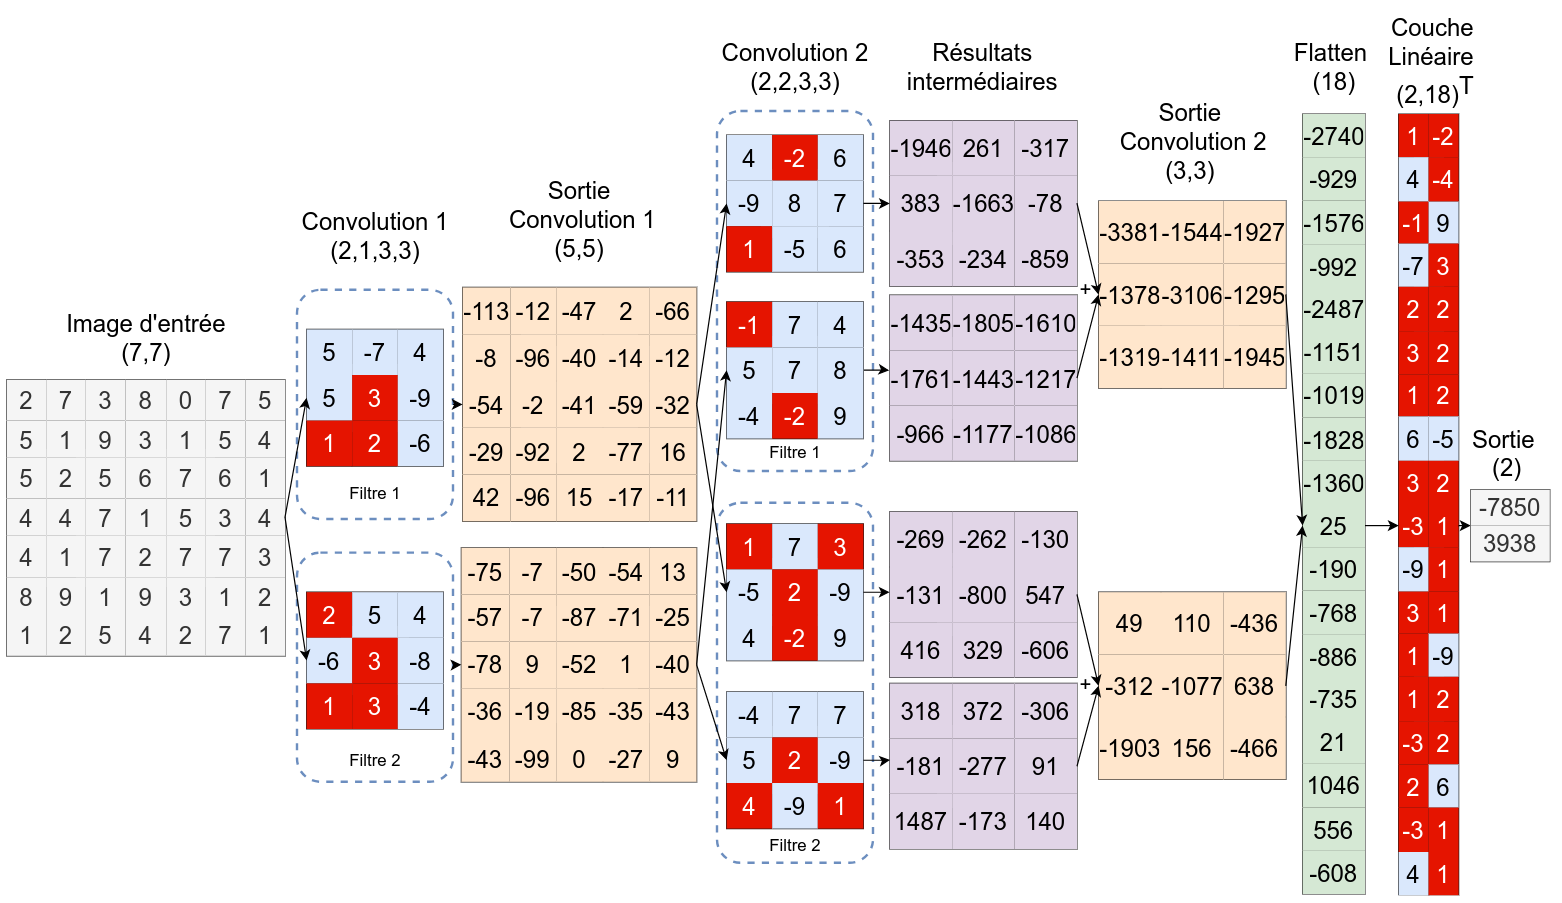 Image d'entrée
(7,7)
2 7 3 8 0 7 5
5 1 9 3 1 5 4
5 2 5 6 7 6 1
4 4 7 1 5 3 4
4 1 7 2 7 7 3
8 9 1 9 3 1 2
1 2 5 4 2 7 1
Convolution 1
(2,1,3,3)
5 -7 4
5 3 -9
1 2 -6
Filtre 1
2 5 4
-6 3 -8
1 3 -4
Filtre 2
Sortie
Convolution 1
(5,5)
-113 -12 -47 2 -66
-8 -96 -40 -14 -12
-54 -2 -41 -59 -32
-29 -92 2 -77 16
42 -96 15 -17 -11
-75 -7 -50 -54 13
-57 -7 -87 -71 -25
-78 9 -52 1 -40
-36 -19 -85 -35 -43
-43 -99 0 -27 9
Convolution 2
(2,2,3,3)
4 -2 6
-9 8 7
1 -5 6
-1 7 4
5 7 8
-4 -2 9
Filtre 1
1 7 3
-5 2 -9
4 -2 9
-4 7 7
5 2 -9
4 -9 1
Filtre 2
Résultats
intermédiaires
-1946 261 -317
383 -1663 -78
-353 -234 -859
+
-1435 -1805 -1610
-1761 -1443 -1217
-966 -1177 -1086
-269 -262 -130
-131 -800 547
416 329 -606
+
318 372 -306
-181 -277 91
1487 -173 140
Sortie
Convolution 2
(3,3)
-3381 -1544 -1927
-1378 -3106 -1295
-1319 -1411 -1945
49 110 -436
-312 -1077 638
-1903 156 -466
Flatten
(18)
-2740
-929
-1576
-992
-2487
-1151
-1019
-1828
-1360
25
-190
-768
-886
-735
21
1046
556
-608
Couche
Linéaire
(2,18)T
1 -2
4 -4
-1 9
-7 3
2 2
3 2
1 2
6 -5
3 2
-3 1
-9 1
3 1
1 -9
1 2
-3 2
2 6
-3 1
4 1
Sortie
(2)
-7850
3938